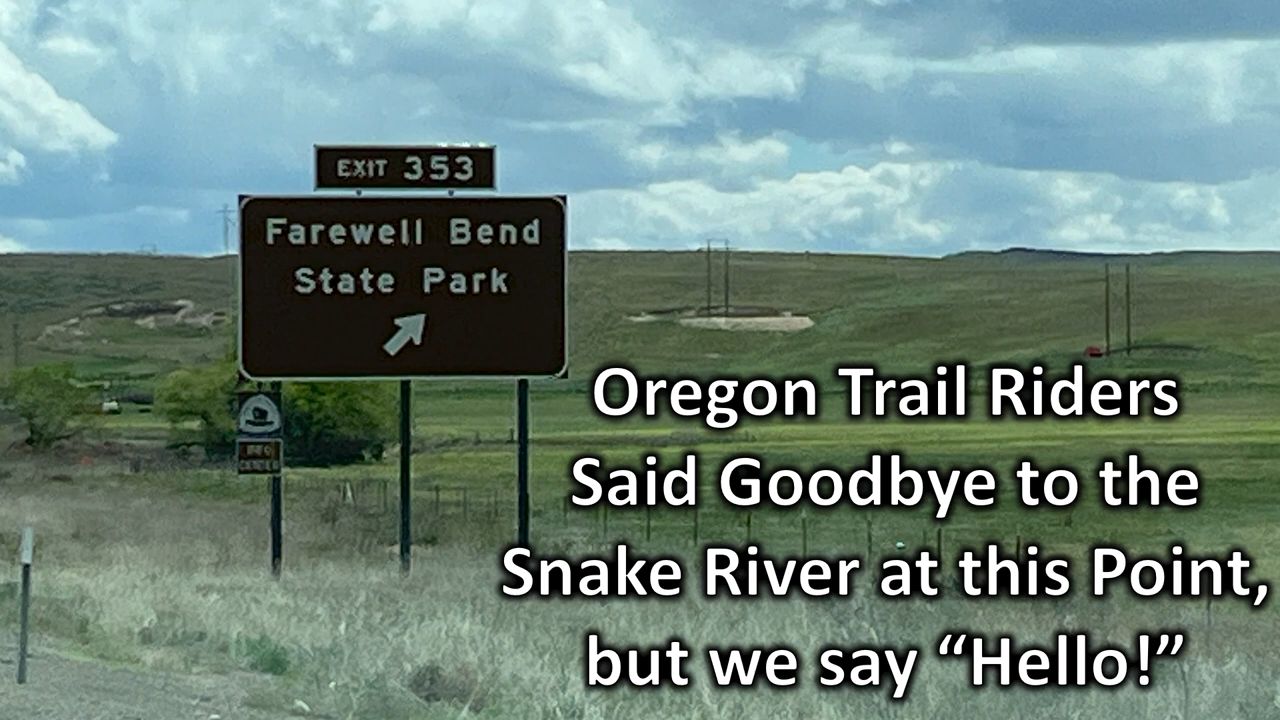 EXIT 353
Farewell Bend
State Park
Oregon Trail Riders
Said Goodbye to the
Snake River at this Point,
but we say “Hello!”